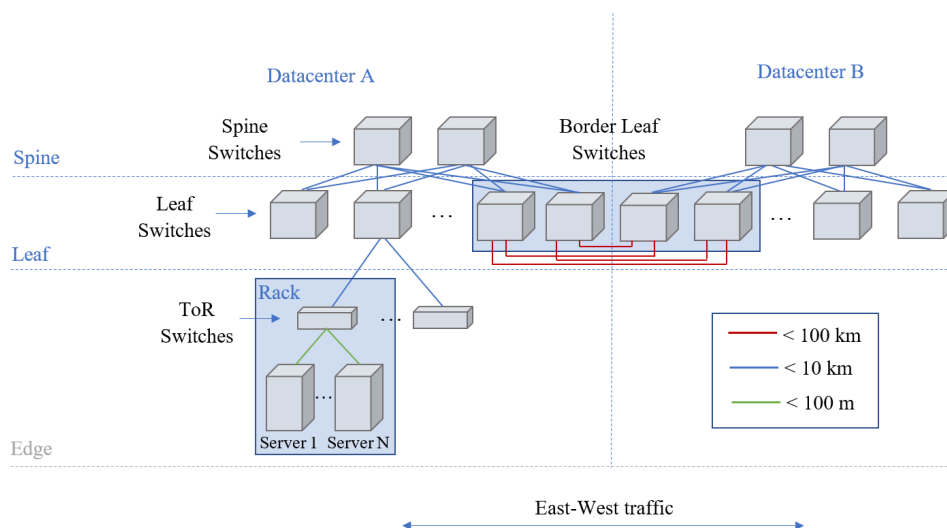 Datacenter A
Datacenter B
Spine
Switches
Border Leaf
Switches
Spine
Leaf
Switches
...
...
Leaf
Rack
ToR
Switches
...
< 100 km
< 10 km
< 100 m
...
Server 1
Server N
Edge
East-West traffic